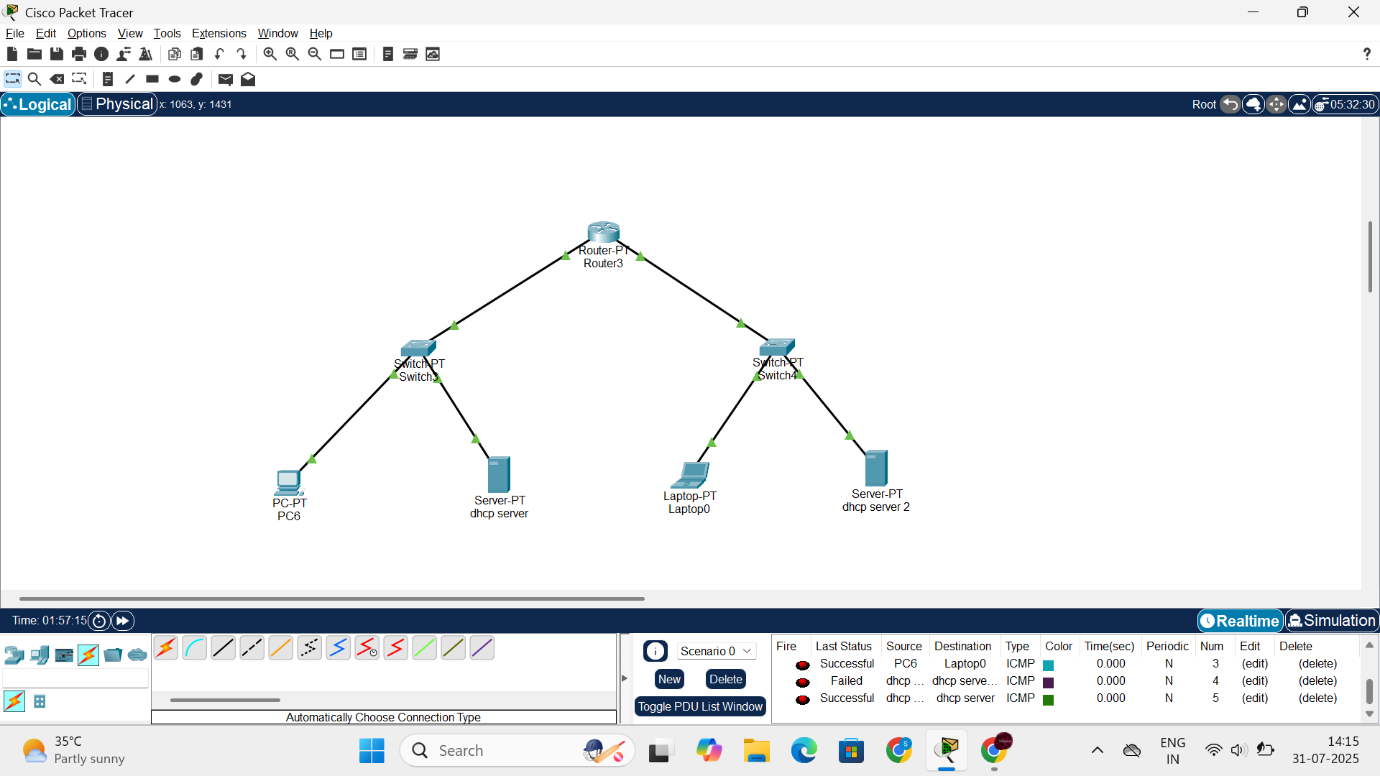 Cisco Packet Tracer
File Edit Options View Tools Extensions Window Help
?
Logical Physical x: 1063, y: 1431 Root 05:32:30
Router-PT
Router3
Switch-PT
Switch
Switch-PT
Switch4
PC-PT
PC6
Server-PT
dhcp server
Laptop-PT
Laptop0
Server-PT
dhcp server 2
Time: 01:57:15 Realtime Simulation
Scenario 0
New Delete
Toggle PDU List Window
Automatically Choose Connection Type
Fire Last Status Source Destination Type Color Time(sec) Periodic Num Edit Delete
Successful PC6 Laptop0 ICMP 0.000 N 3 (edit) (delete)
Failed dhcp ... dhcp serve... ICMP 0.000 N 4 (edit) (delete)
Successful dhcp ... dhcp server ICMP 0.000 N 5 (edit) (delete)
35°C
Partly sunny
Search
ENG
IN
14:15
31-07-2025